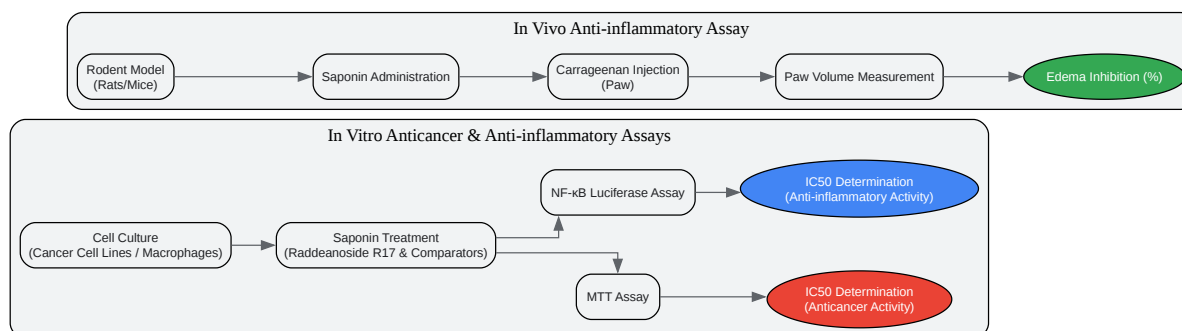 In Vivo Anti-inflammatory Assay
Rodent Model
(Rats/Mice)
Saponin Administration
Carrageenan Injection
(Paw)
Paw Volume Measurement
Edema Inhibition (%)
In Vitro Anticancer & Anti-inflammatory Assays
Cell Culture
(Cancer Cell Lines / Macrophages)
Saponin Treatment
(Raddeanoside R17 & Comparators)
NF-κB Luciferase Assay
IC50 Determination
(Anti-inflammatory Activity)
MTT Assay
IC50 Determination
(Anticancer Activity)